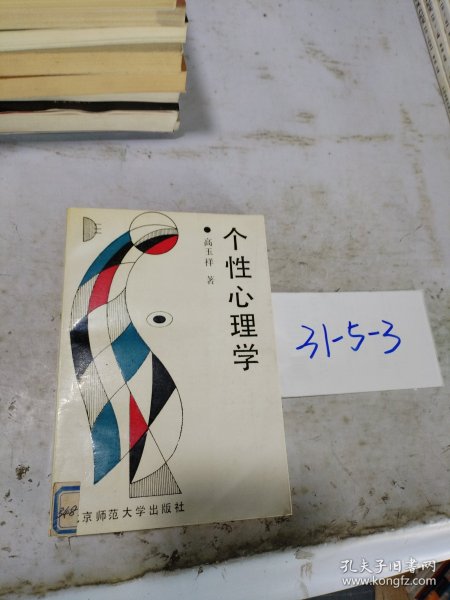 个性心理学
高玉祥 著
31-5-3
京师范大学出版社
368
孔夫子旧书网
www.kongfz.com